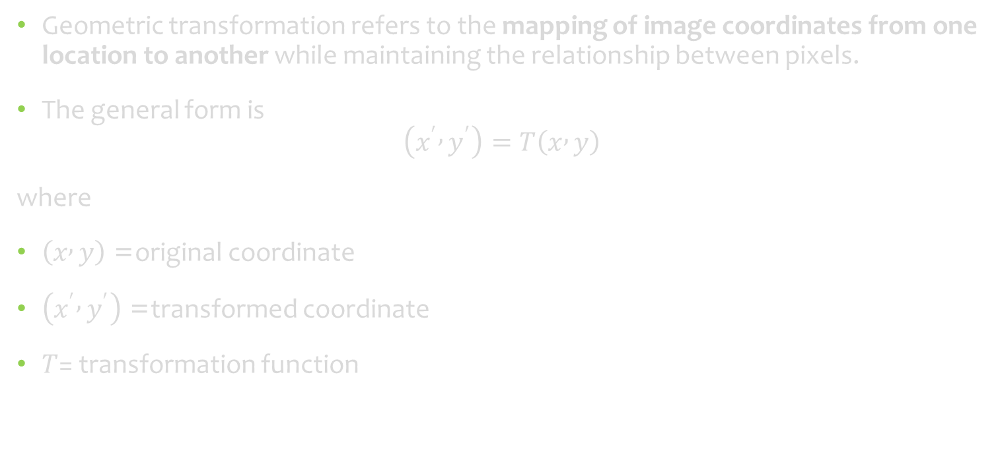 • Geometric transformation refers to the mapping of image coordinates from one
location to another while maintaining the relationship between pixels.
• The general form is
(x′, y′) = T(x, y)
where
• (x, y) =original coordinate
• (x′, y′) =transformed coordinate
• T= transformation function